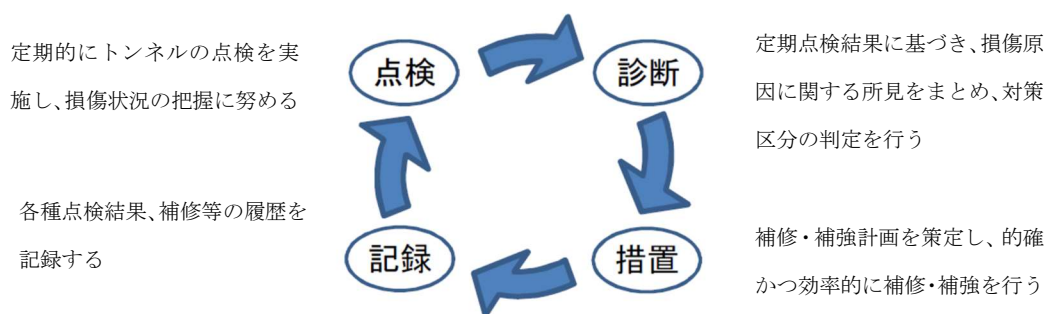 定期的にトンネルの点検を実
施し、損傷状況の把握に努める
点検
診断
定期点検結果に基づき、損傷原
因に関する所見をまとめ、対策
区分の判定を行う
各種点検結果、補修等の履歴を
記録する
記録
措置
補修・補強計画を策定し、的確
かつ効率的に補修・補強を行う